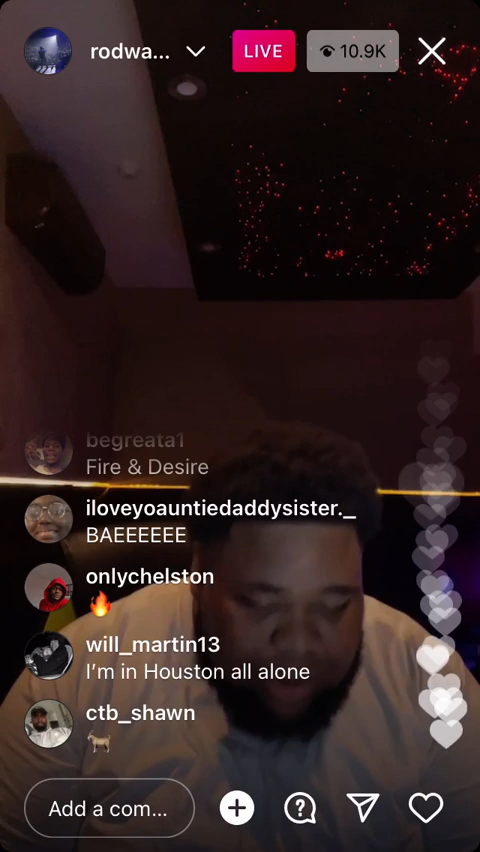 rodwa...
LIVE
10.9K
begreata1
Fire & Desire
iloveyoauntiedaddysister._
BAEEEEEE
onlychelston
🔥
will_martin13
I'm in Houston all alone
ctb_shawn
🐐
Add a com...